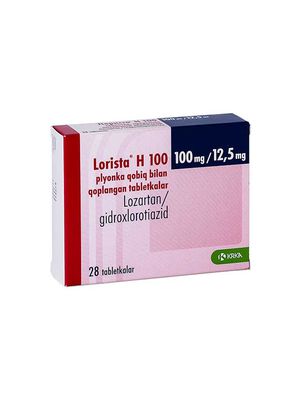 Lorista® H 100
100 mg/12,5 mg
plyonka qobiq bilan
qoplangan tabletkalar
Lozartan/
gidroxlorotiazid
28 tabletkalar
KRKA